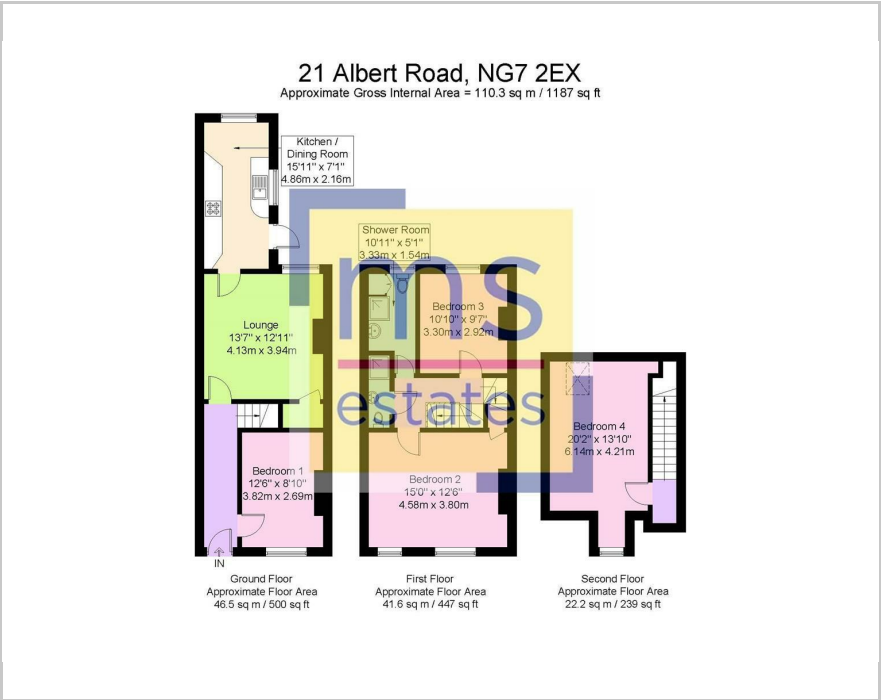 21 Albert Road, NG7 2EX
Approximate Gross Internal Area = 110.3 sq m / 1187 sq ft
Kitchen /
Dining Room
15'11" x 7'1"
4.86m x 2.16m
Shower Room
10'11" x 5'1"
3.33m x 1.54m
ms
estates
Lounge
13'7" x 12'11"
4.13m x 3.94m
Bedroom 3
10'10" x 9'7"
3.30m x 2.92m
Bedroom 4
20'2" x 13'10"
6.14m x 4.21m
Bedroom 1
12'6" x 8'10"
3.82m x 2.69m
Bedroom 2
15'0" x 12'6"
4.58m x 3.80m
IN
Ground Floor
Approximate Floor Area
46.5 sq m / 500 sq ft
First Floor
Approximate Floor Area
41.6 sq m / 447 sq ft
Second Floor
Approximate Floor Area
22.2 sq m / 239 sq ft